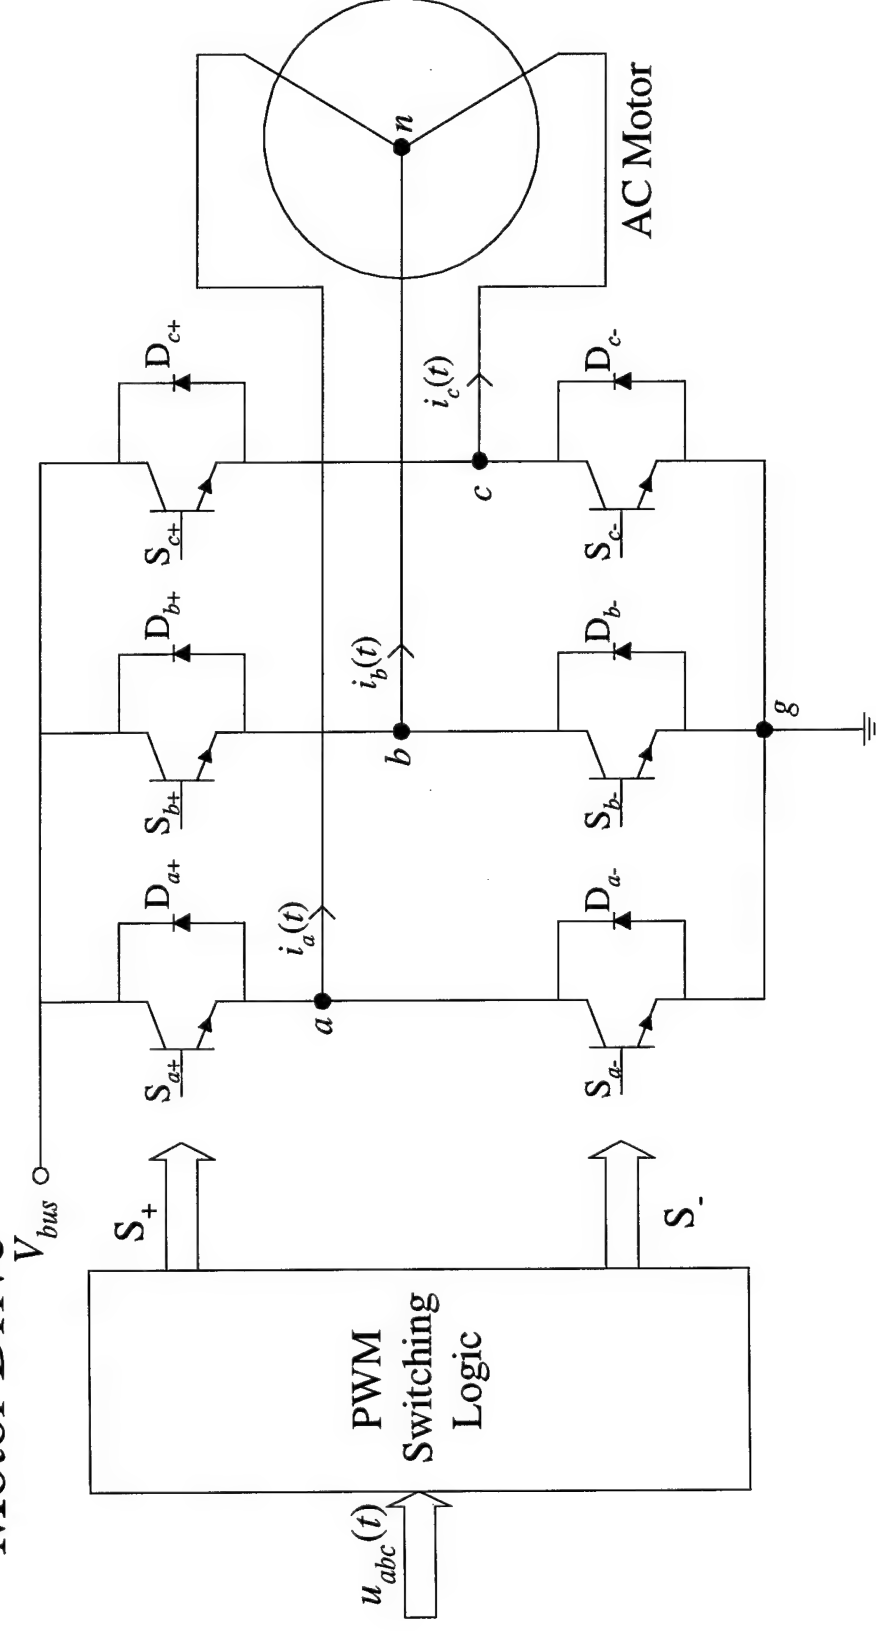 Motor Drive
V_bus
S_+
S_a+
D_a+
S_b+
D_b+
S_c+
D_c+
i_a(t)
a
i_b(t)
b
i_c(t)
c
n
u_abc(t)
PWM
Switching
Logic
S_-
S_a-
D_a-
S_b-
D_b-
S_c-
D_c-
g
AC Motor